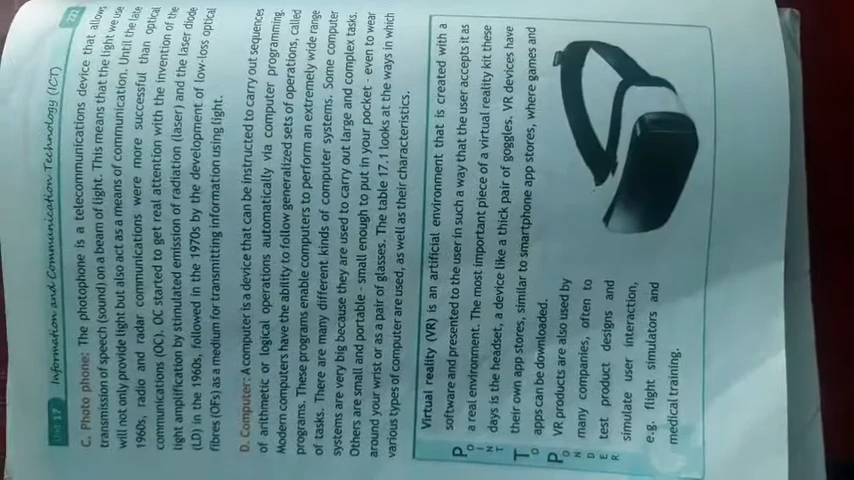 Unit 17 Information and Communication Technology (ICT) 221
C. Photo phone: The photophone is a telecommunications device that allows
transmission of speech (sound) on a beam of light. This means that the light we use
will not only provide light but also act as a means of communication. Until the late
1960s, radio and radar communications were more successful than optical
communications (OC). OC started to get real attention with the invention of the
light amplification by stimulated emission of radiation (laser) and the laser diode
(LD) in the 1960s, followed in the 1970s by the development of low-loss optical
fibres (OFs) as a medium for transmitting information using light.
D. Computer: A computer is a device that can be instructed to carry out sequences
of arithmetic or logical operations automatically via computer programming.
Modern computers have the ability to follow generalized sets of operations, called
programs. These programs enable computers to perform an extremely wide range
of tasks. There are many different kinds of computer systems. Some computer
systems are very big because they are used to carry out large and complex tasks.
Others are small and portable - small enough to put in your pocket - even to wear
around your wrist or as a pair of glasses. The table 17.1 looks at the ways in which
various types of computer are used, as well as their characteristics.
POINT TO PONDER
Virtual reality (VR) is an artificial environment that is created with a
software and presented to the user in such a way that the user accepts it as
a real environment. The most important piece of a virtual reality kit these
days is the headset, a device like a thick pair of goggles. VR devices have
their own app stores, similar to smartphone app stores, where games and
apps can be downloaded.
VR products are also used by
many companies, often to
test product designs and
simulate user interaction,
e.g. flight simulators and
medical training.